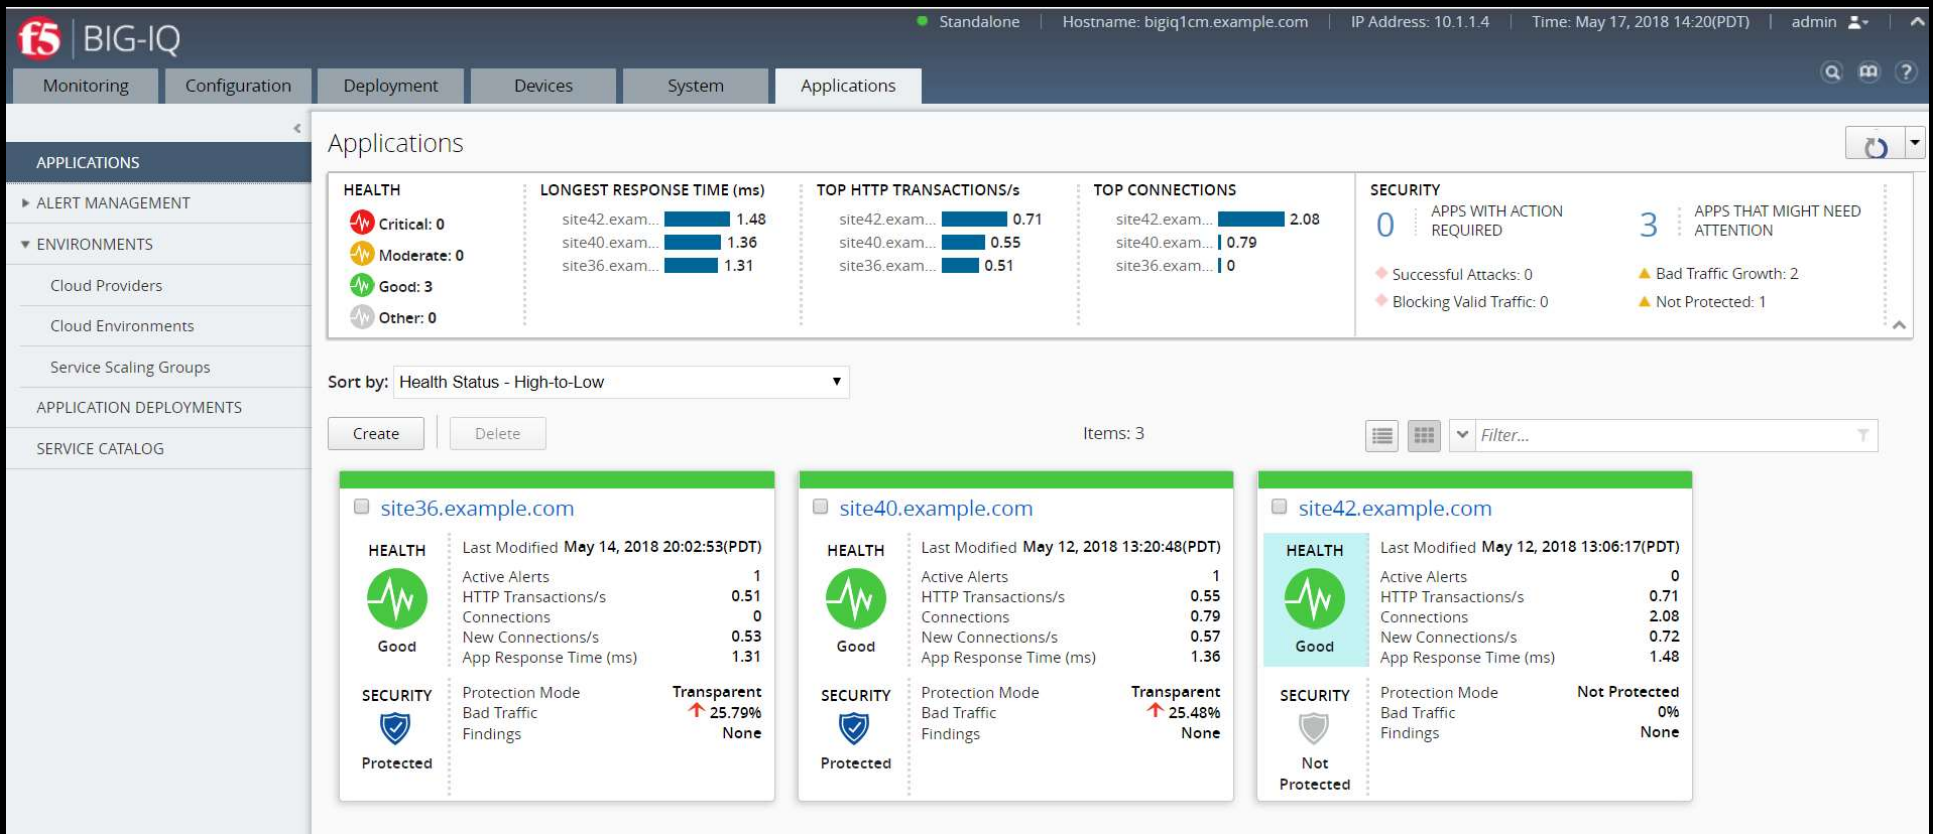 f5 BIG-IQ
Standalone | Hostname: bigiq1cm.example.com | IP Address: 10.1.1.4 | Time: May 17, 2018 14:20(PDT) | admin
Monitoring Configuration Deployment Devices System Applications
APPLICATIONS
ALERT MANAGEMENT
ENVIRONMENTS
Cloud Providers
Cloud Environments
Service Scaling Groups
APPLICATION DEPLOYMENTS
SERVICE CATALOG
Applications
HEALTH
Critical: 0
Moderate: 0
Good: 3
Other: 0
LONGEST RESPONSE TIME (ms)
site42.exam... 1.48
site40.exam... 1.36
site36.exam... 1.31
TOP HTTP TRANSACTIONS/s
site42.exam... 0.71
site40.exam... 0.55
site36.exam... 0.51
TOP CONNECTIONS
site42.exam... 2.08
site40.exam... 0.79
site36.exam... 0
SECURITY
0 APPS WITH ACTION
REQUIRED
Successful Attacks: 0
Blocking Valid Traffic: 0
3 APPS THAT MIGHT NEED
ATTENTION
Bad Traffic Growth: 2
Not Protected: 1
Sort by: Health Status - High-to-Low
Create Delete Items: 3 Filter...
site36.example.com
HEALTH
Good
Last Modified May 14, 2018 20:02:53(PDT)
Active Alerts 1
HTTP Transactions/s 0.51
Connections 0
New Connections/s 0.53
App Response Time (ms) 1.31
SECURITY
Protected
Protection Mode Transparent
Bad Traffic 25.79%
Findings None
site40.example.com
HEALTH
Good
Last Modified May 12, 2018 13:20:48(PDT)
Active Alerts 1
HTTP Transactions/s 0.55
Connections 0.79
New Connections/s 0.57
App Response Time (ms) 1.36
SECURITY
Protected
Protection Mode Transparent
Bad Traffic 25.48%
Findings None
site42.example.com
HEALTH
Good
Last Modified May 12, 2018 13:06:17(PDT)
Active Alerts 0
HTTP Transactions/s 0.71
Connections 2.08
New Connections/s 0.72
App Response Time (ms) 1.48
SECURITY
Not
Protected
Protection Mode Not Protected
Bad Traffic 0%
Findings None